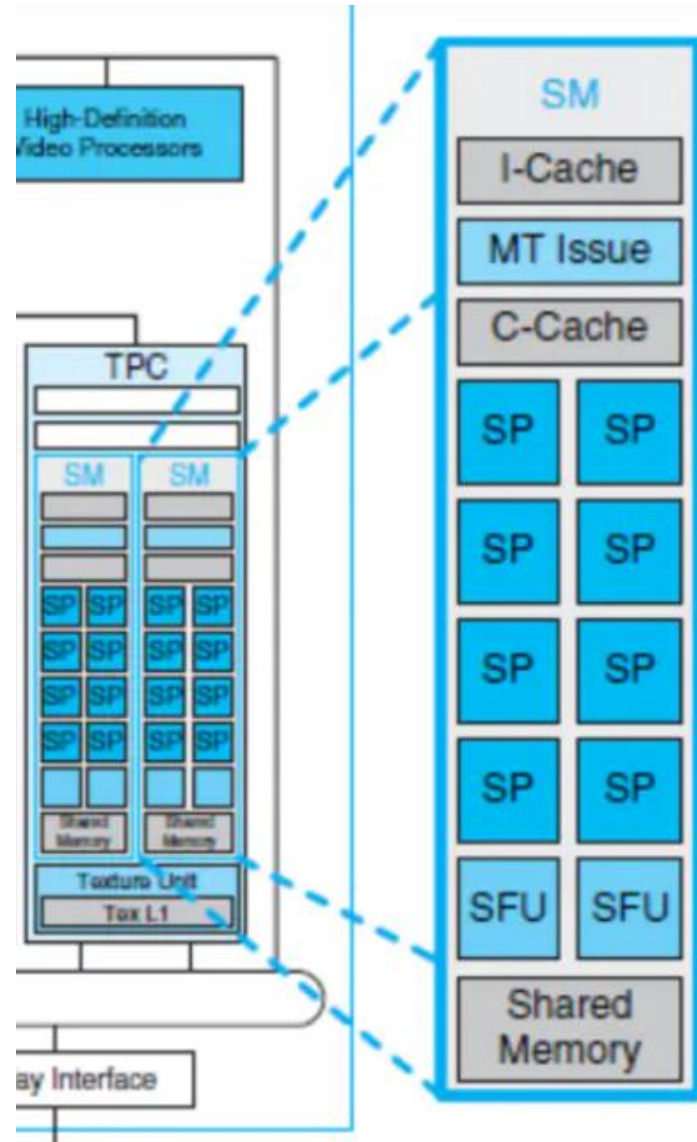 High-Definition
Video Processors
TPC
SM SM
SP SP SP SP
SP SP SP SP
SP SP SP SP
SP SP SP SP
Shared Shared
Memory Memory
Texture Unit
Tex L1
ay Interface
SM
I-Cache
MT Issue
C-Cache
SP SP
SP SP
SP SP
SP SP
SFU SFU
Shared
Memory